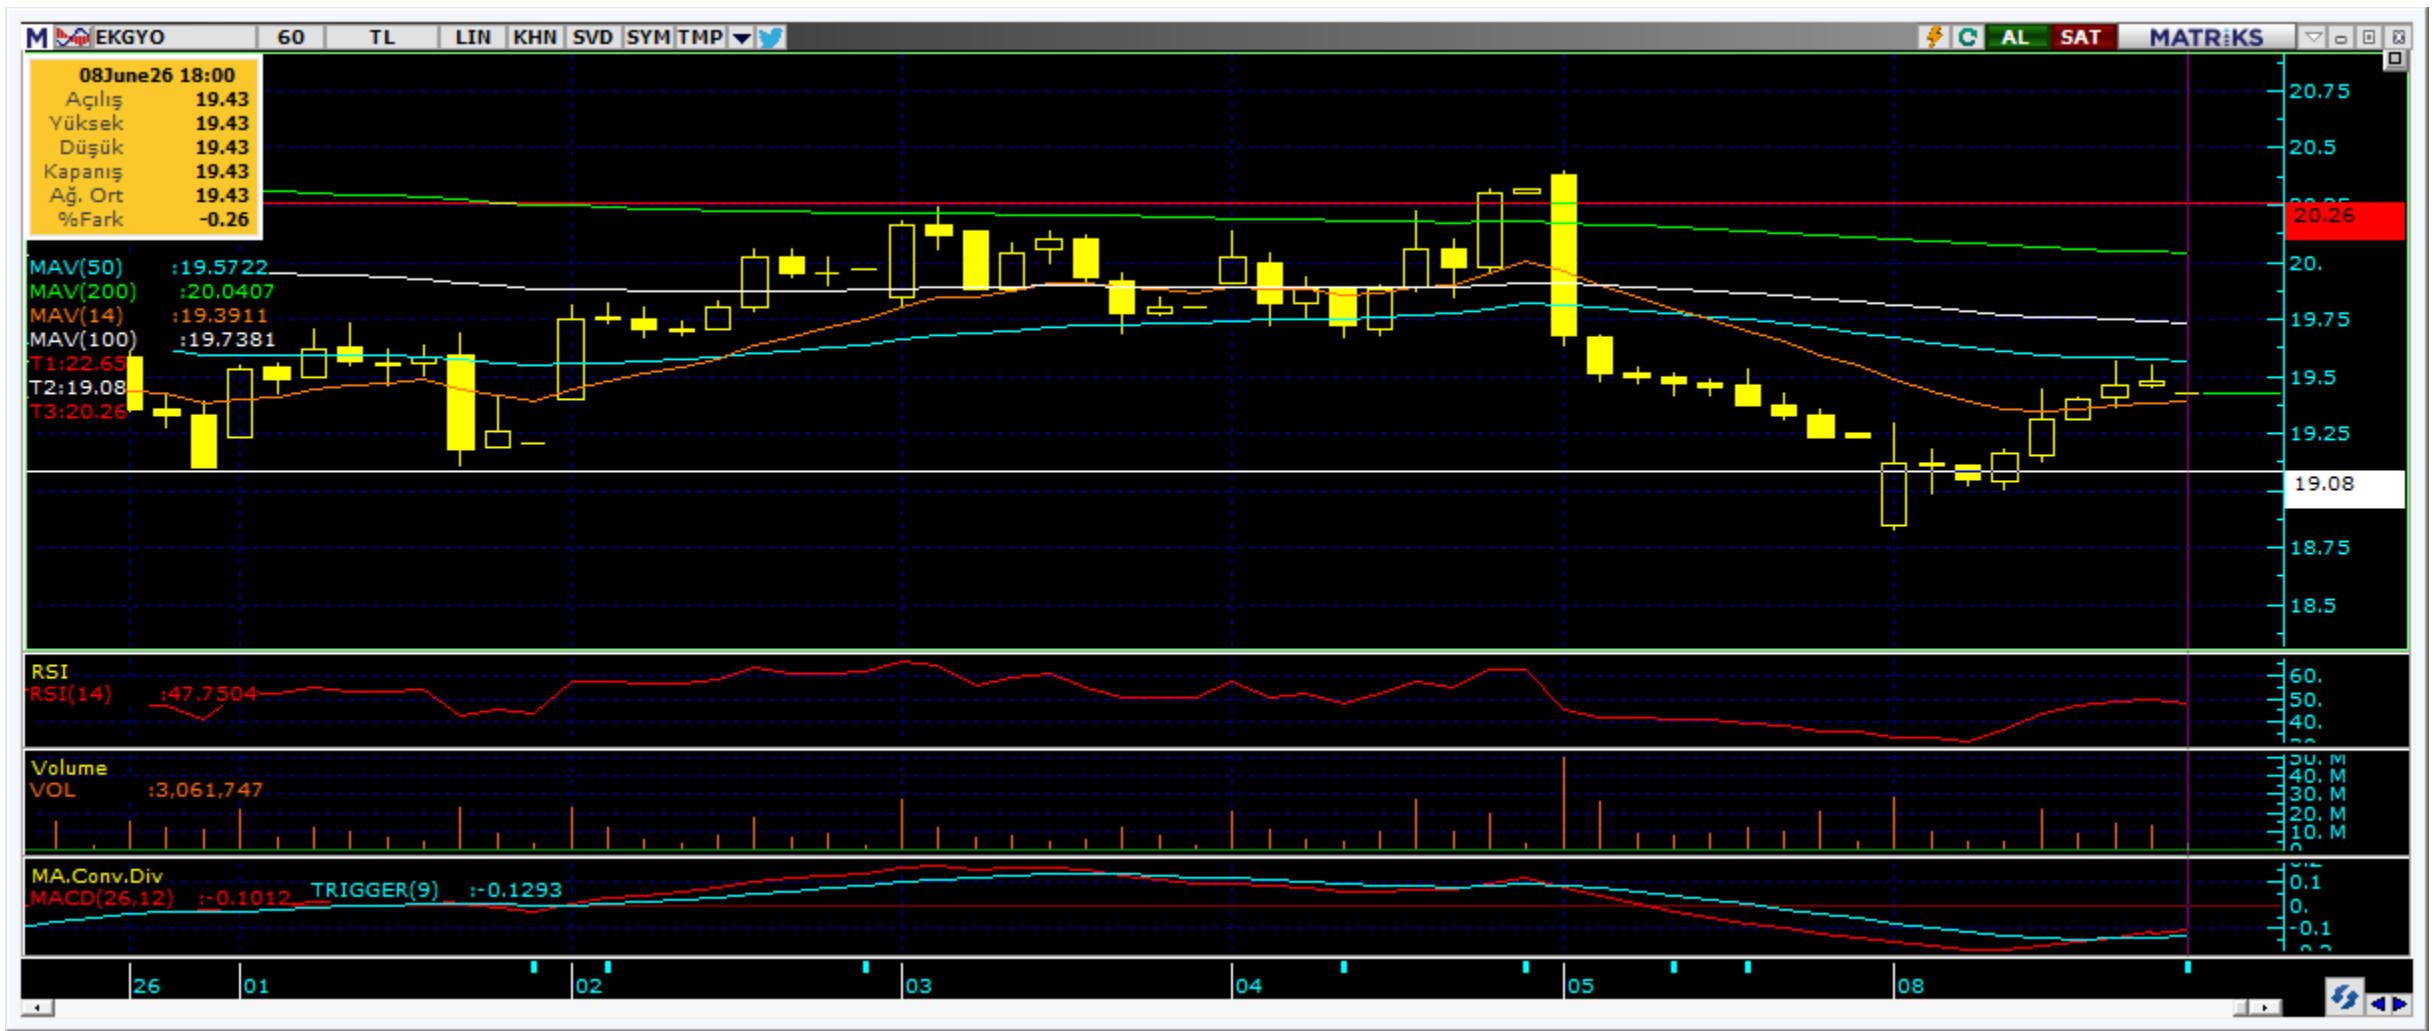 M EKGYO 60 TL LIN KHN SVD SYM TMP AL SAT MATRiKS
08June26 18:00
Açılış 19.43
Yüksek 19.43
Düşük 19.43
Kapanış 19.43
Ağ. Ort 19.43
%Fark -0.26
MAV(50) :19.5722
MAV(200) :20.0407
MAV(14) :19.3911
MAV(100) :19.7381
T1:22.65
T2:19.08
T3:20.26
20.75
20.5
20.26
20.
19.75
19.5
19.25
19.08
18.75
18.5
RSI
RSI(14) :47.7504
60.
50.
40.
Volume
VOL :3,061,747
50. M
40. M
30. M
20. M
10. M
MA.Conv.Div
MACD(26,12) :-0.1012 TRIGGER(9) :-0.1293
0.1
0.
-0.1
26 01 02 03 04 05 08